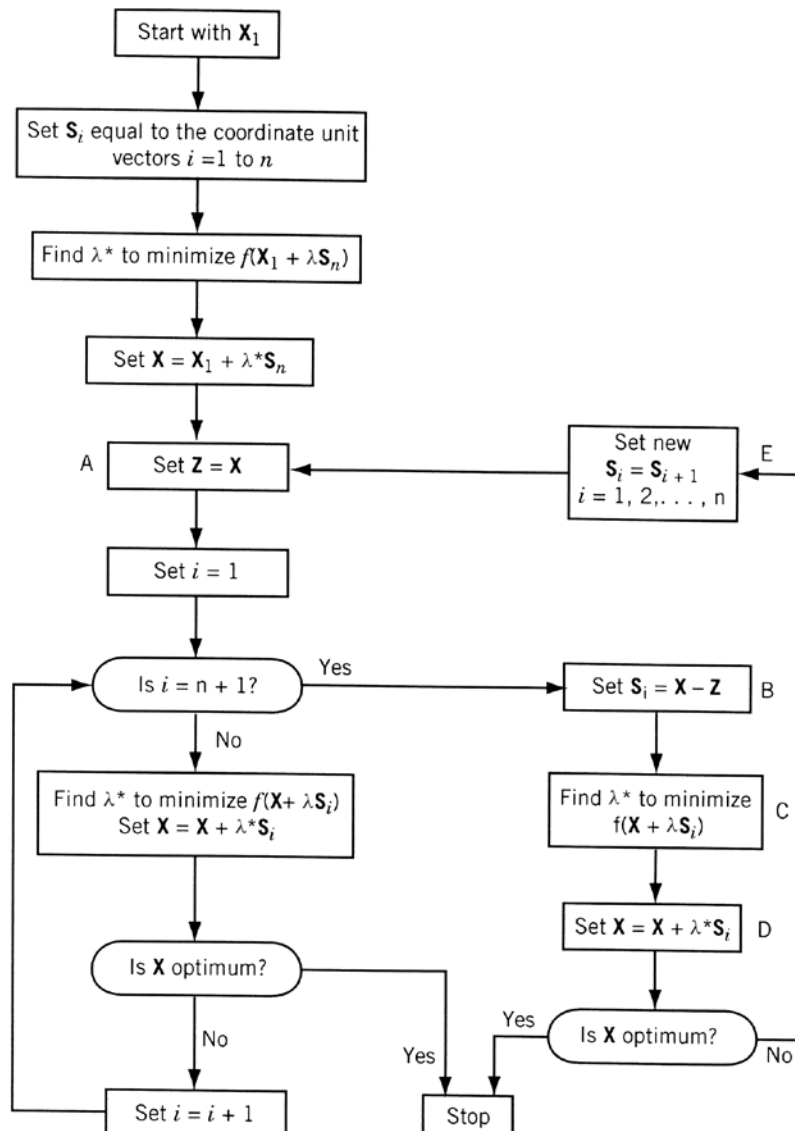 Start with X₁
Set Sᵢ equal to the coordinate unit
vectors i =1 to n
Find λ* to minimize f(X₁ + λSₙ)
Set X = X₁ + λ*Sₙ
A
Set Z = X
Set new
Sᵢ = Sᵢ ₊ ₁
i = 1, 2,. . . , n
E
Set i = 1
Is i = n + 1?
Yes
Set Sᵢ = X – Z
B
No
Find λ* to minimize f(X+ λSᵢ)
Set X = X + λ*Sᵢ
Find λ* to minimize
f(X + λSᵢ)
C
Set X = X + λ*Sᵢ
D
Is X optimum?
Yes
No
Is X optimum?
Yes
No
Set i = i + 1
Stop